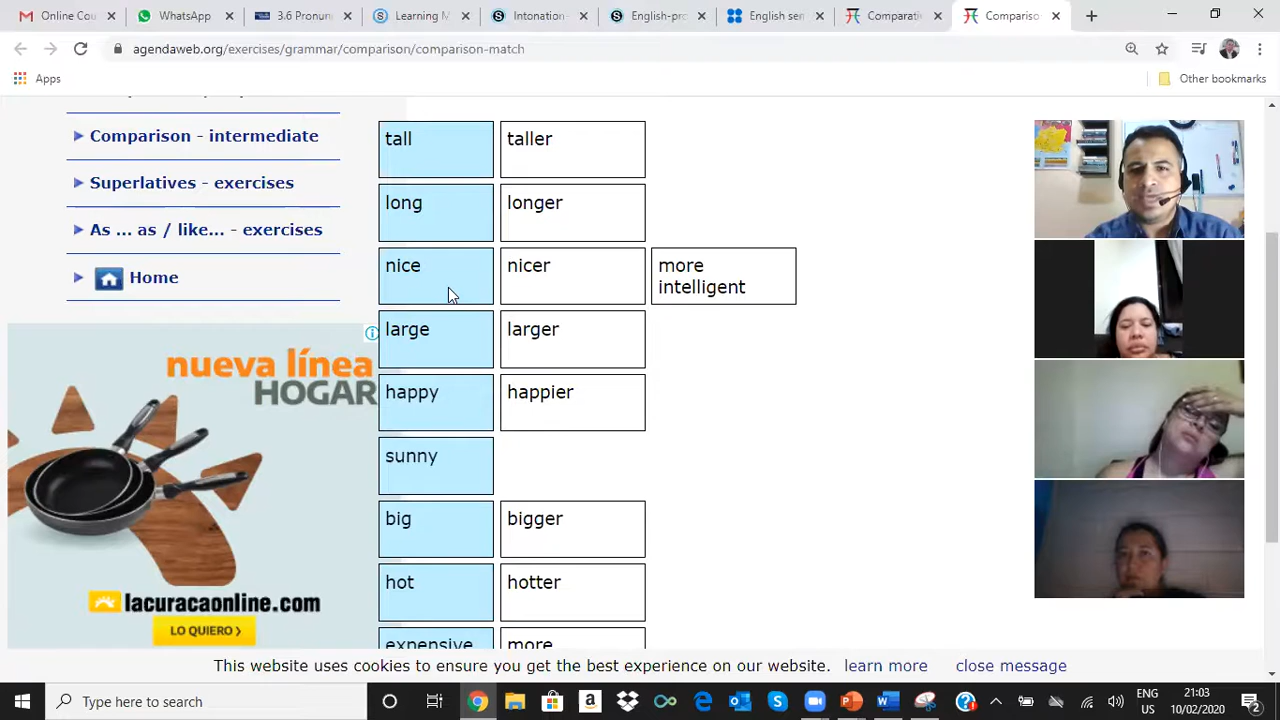 Online Cou
WhatsApp
3.6 Pronun
Learning M
Intonation -
English-pro
English sen
Comparati
Comparison
agendaweb.org/exercises/grammar/comparison/comparison-match
Apps
Other bookmarks
Comparison - intermediate
Superlatives - exercises
As ... as / like... - exercises
Home
tall
taller
long
longer
nice
nicer
more
intelligent
large
larger
happy
happier
sunny
big
bigger
hot
hotter
expensive
more
nueva línea
HOGAR
lacuracaonline.com
LO QUIERO
This website uses cookies to ensure you get the best experience on our website.
learn more
close message
Type here to search
ENG
US
21:03
10/02/2020
2